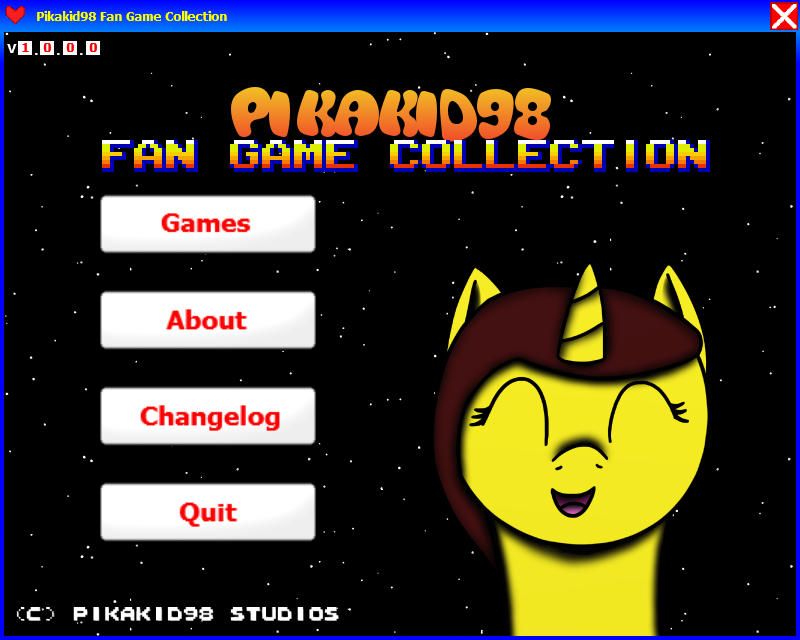 Pikakid98 Fan Game Collection
v1.0.0.0
PIKAKID98
FAN GAME COLLECTION
Games
About
Changelog
Quit
(C) PIKAKID98 STUDIOS